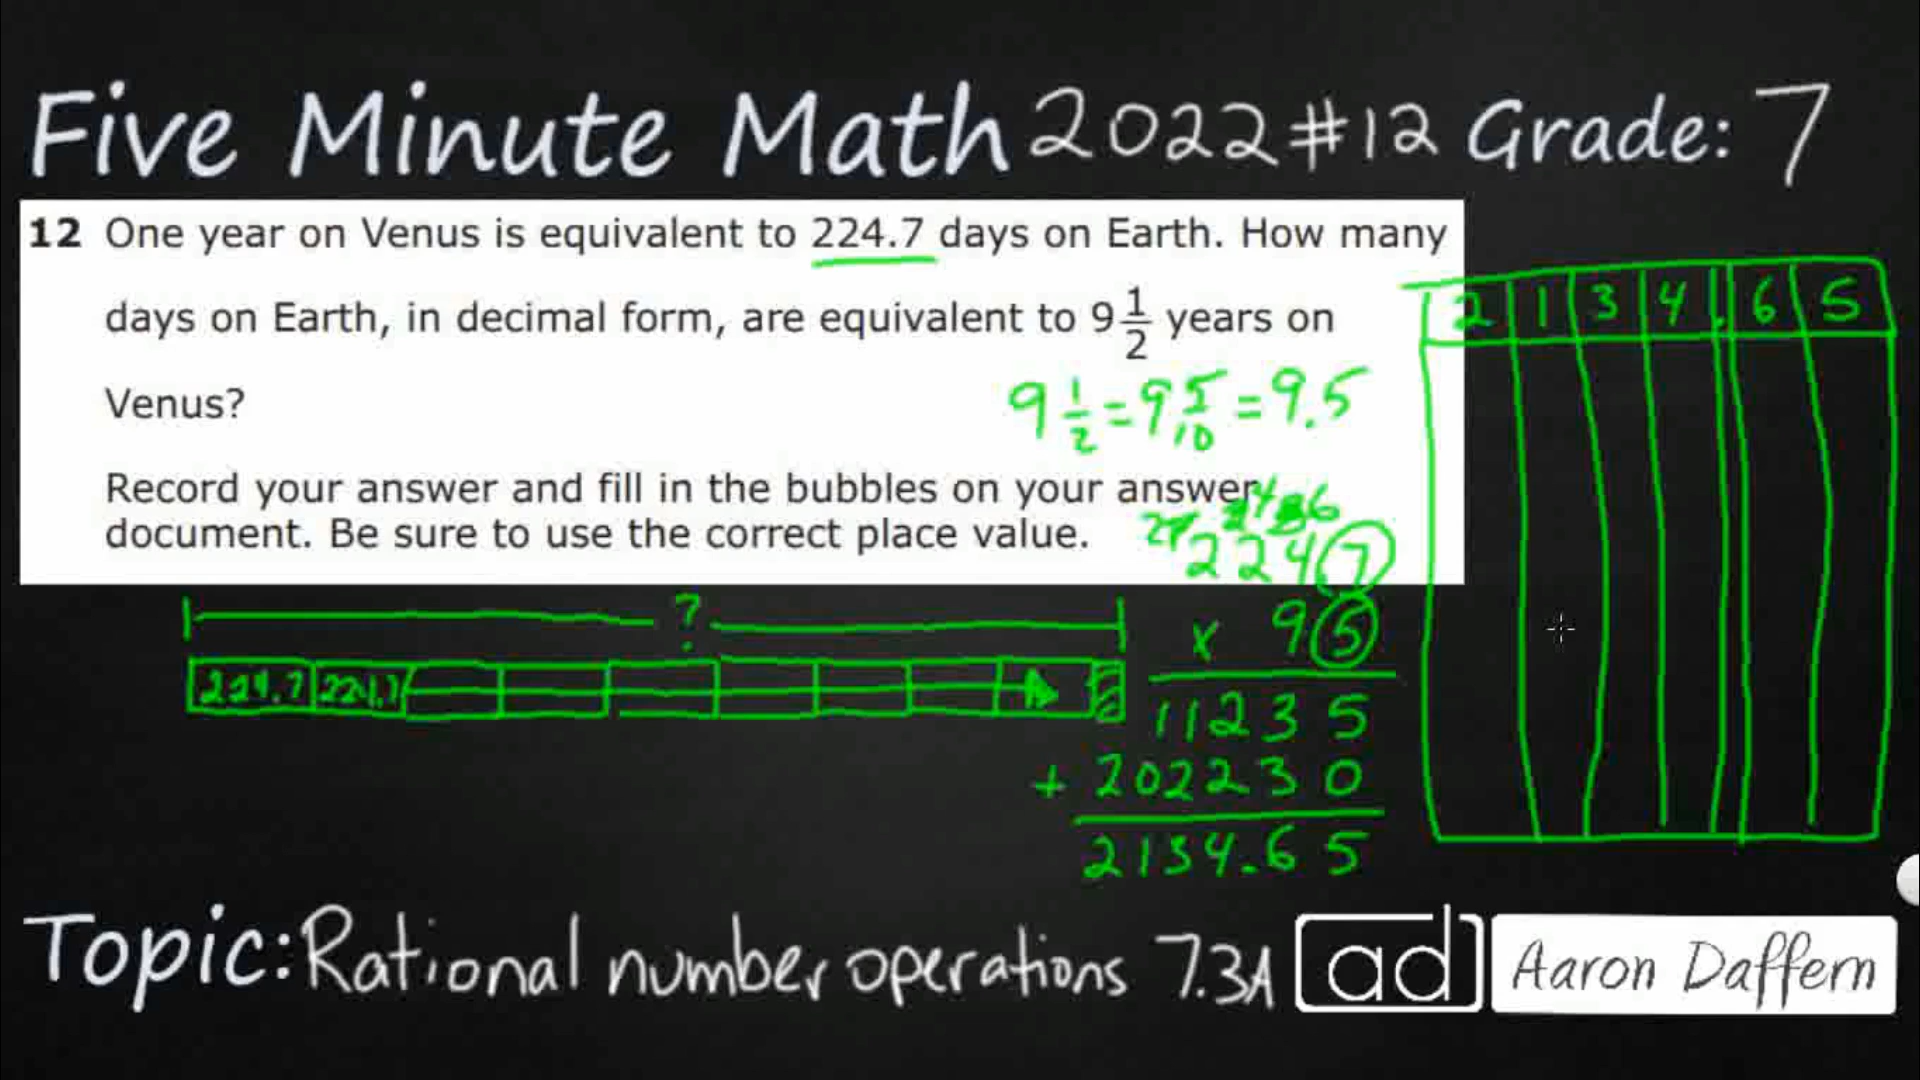 Five Minute Math 2022 #12 Grade: 7
12 One year on Venus is equivalent to 224.7 days on Earth. How many
days on Earth, in decimal form, are equivalent to 9 1/2 years on
Venus?
9 1/2 = 9 5/10 = 9.5
Record your answer and fill in the bubbles on your answer
document. Be sure to use the correct place value.
2 1 3 4 . 6 5
224.7
x 9.5
11235
+ 202230
2134.65
?
224.7 224.7
Topic: Rational number operations 7.3A ad Aaron Daffern